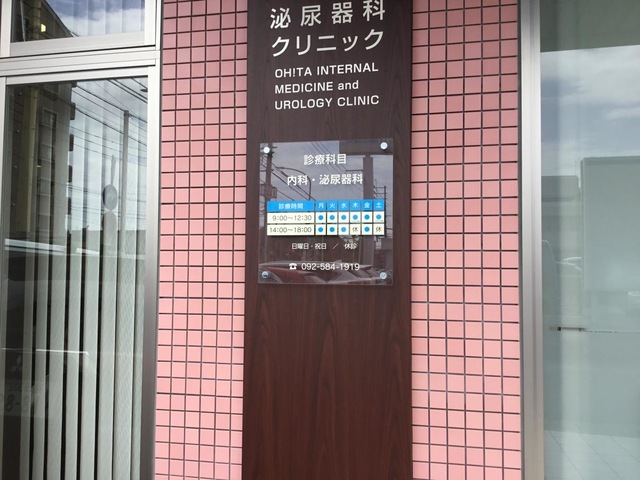 泌尿器科
クリニック
OH!TA INTERNAL
MEDICINE and
UROLOGY CLINIC
診療科目
内科・泌尿器科
診療時間 月 火 水 木 金 土
9:00〜12:30 ● ● ● ● ● ●
14:00〜18:00 ● ● ● 休 ● 休
日曜日・祝日 ／ 休診
☎ 092-584-1919